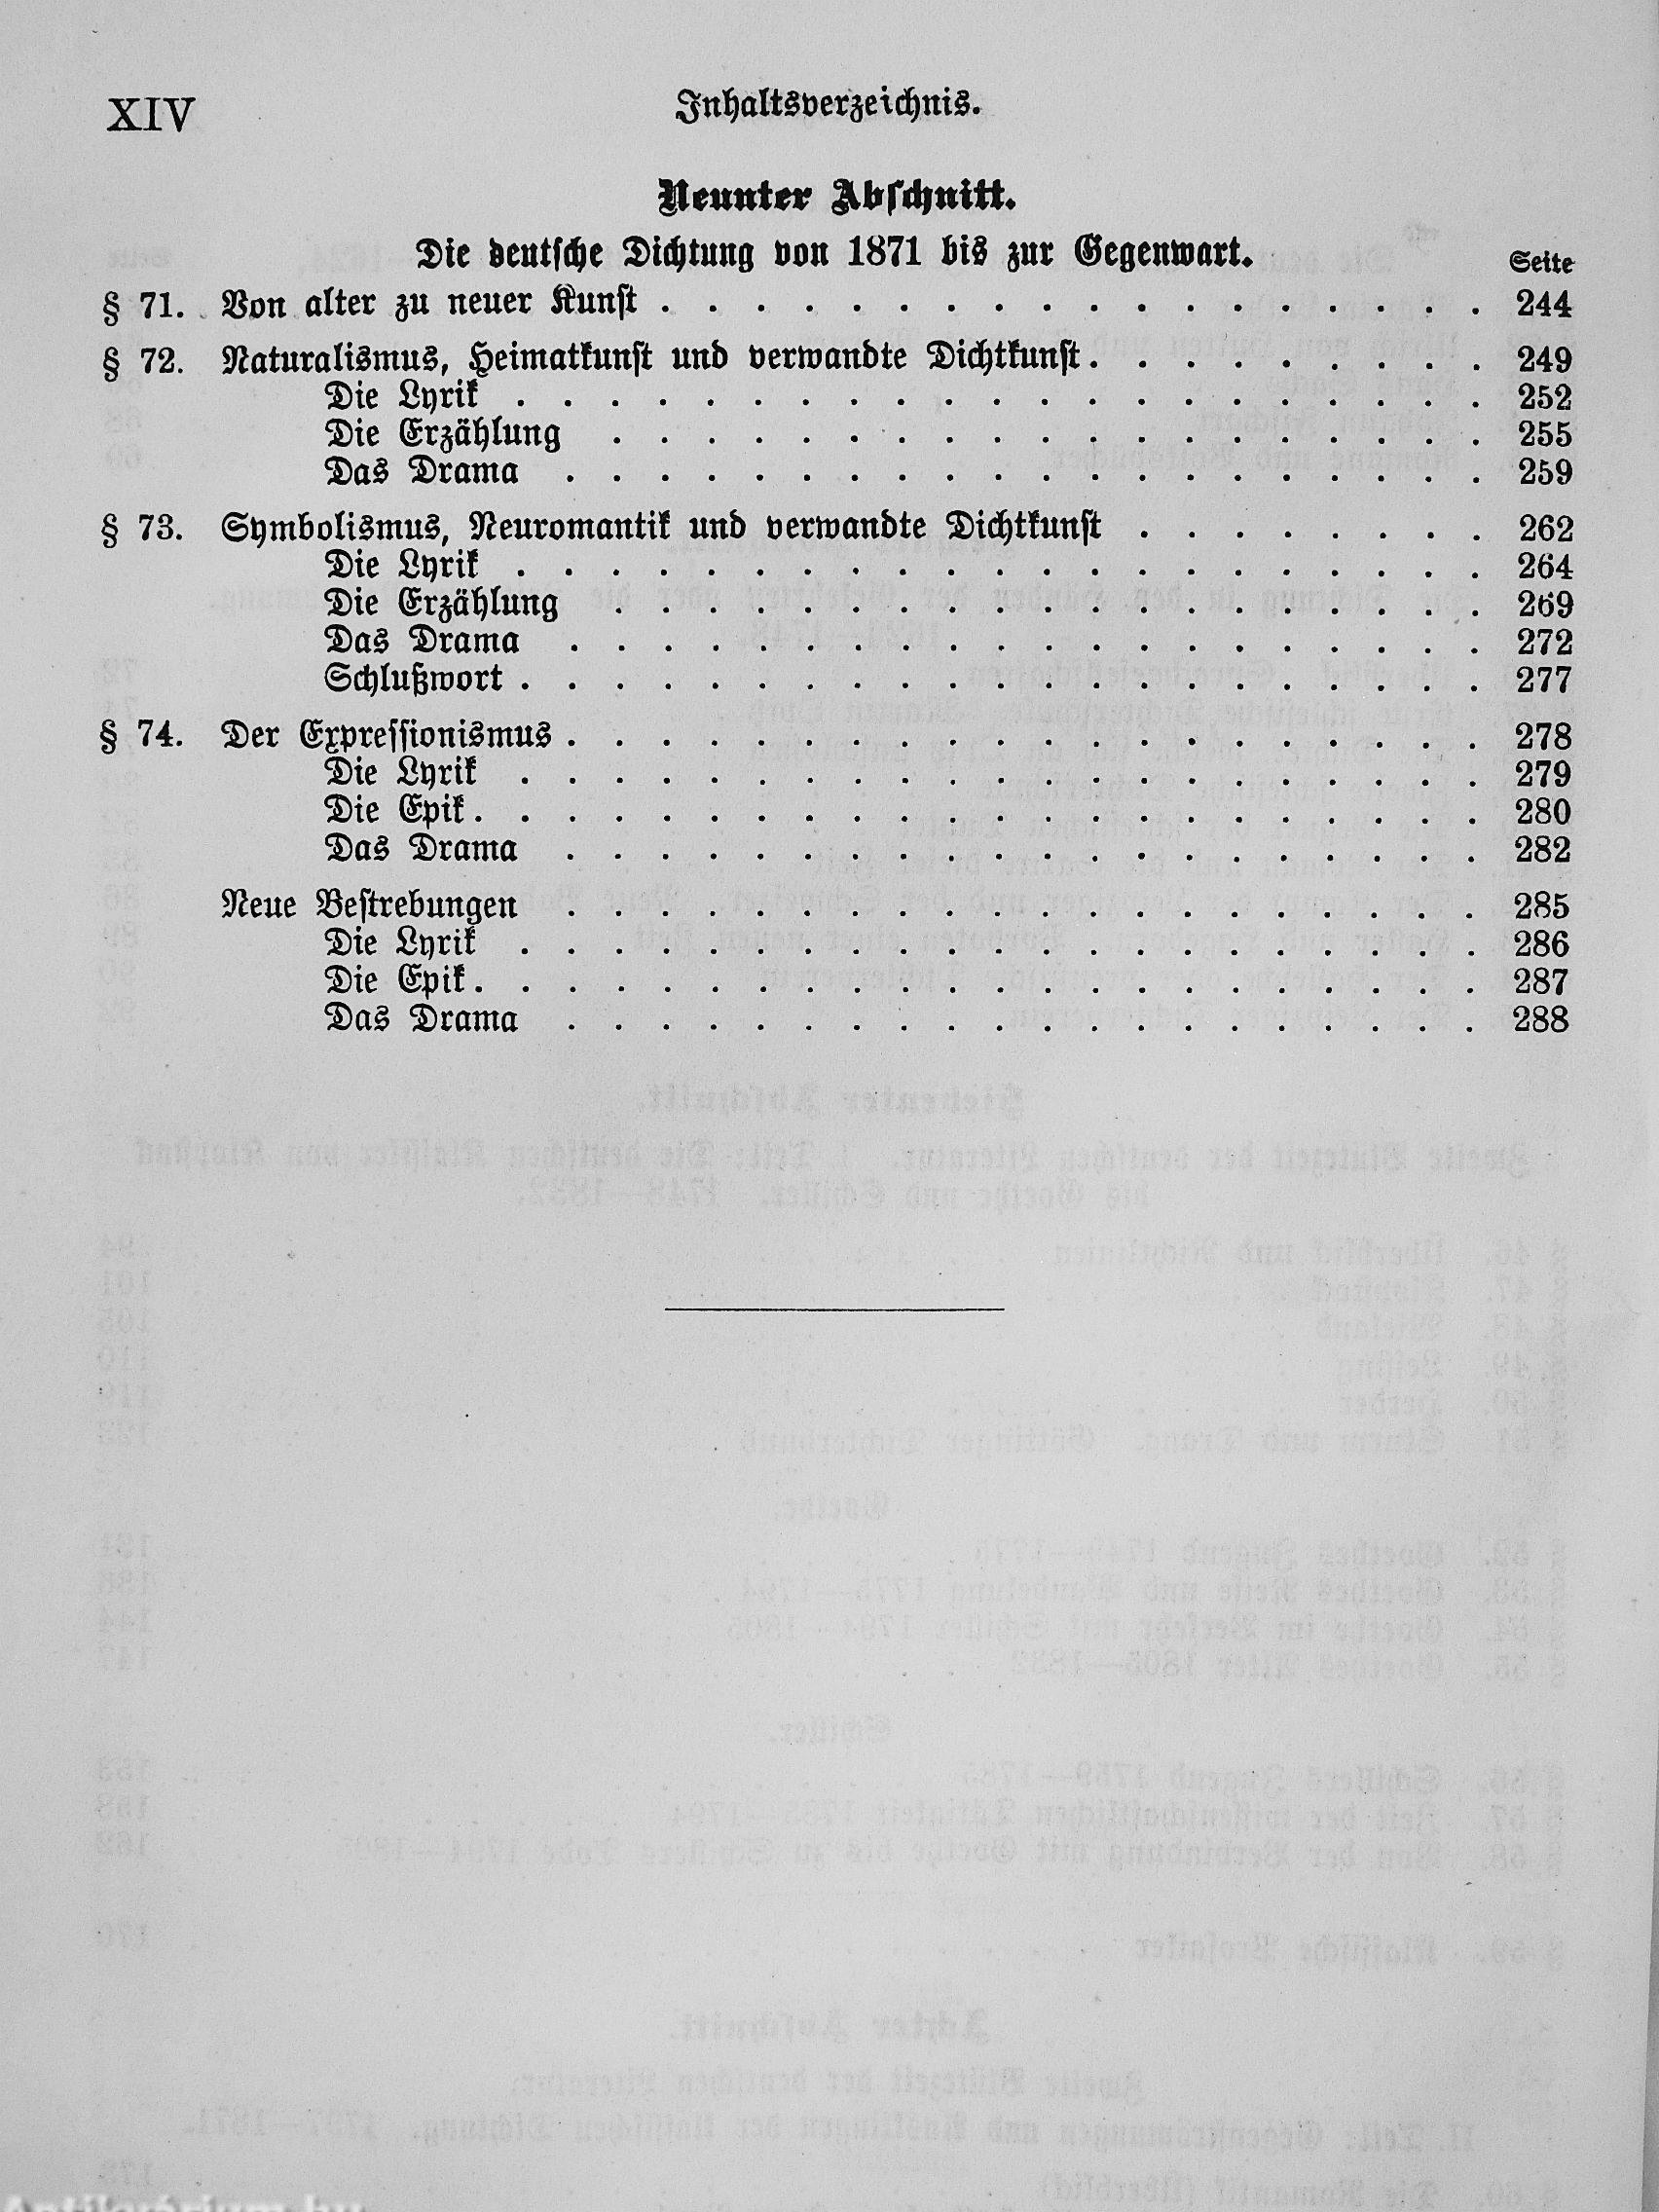 XIV
Inhaltsverzeichnis.
Neunter Abschnitt.
Die deutsche Dichtung von 1871 bis zur Gegenwart.
Seite
§ 71. Von alter zu neuer Kunst . . . . . . . . . . . . . . . . . . 244
§ 72. Naturalismus, Heimatkunst und verwandte Dichtkunst . . . . . . . . . 249
Die Lyrik . . . . . . . . . . . . . . . . . . . . . 252
Die Erzählung . . . . . . . . . . . . . . . . . . . 255
Das Drama . . . . . . . . . . . . . . . . . . . . 259
§ 73. Symbolismus, Neuromantik und verwandte Dichtkunst . . . . . . . . 262
Die Lyrik . . . . . . . . . . . . . . . . . . . . . 264
Die Erzählung . . . . . . . . . . . . . . . . . . . 269
Das Drama . . . . . . . . . . . . . . . . . . . . 272
Schlußwort . . . . . . . . . . . . . . . . . . . . . 277
§ 74. Der Expressionismus . . . . . . . . . . . . . . . . . . . . 278
Die Lyrik . . . . . . . . . . . . . . . . . . . . . 279
Die Epik . . . . . . . . . . . . . . . . . . . . . . 280
Das Drama . . . . . . . . . . . . . . . . . . . . 282
Neue Bestrebungen . . . . . . . . . . . . . . . . . . . . 285
Die Lyrik . . . . . . . . . . . . . . . . . . . . . 286
Die Epik . . . . . . . . . . . . . . . . . . . . . . 287
Das Drama . . . . . . . . . . . . . . . . . . . . 288